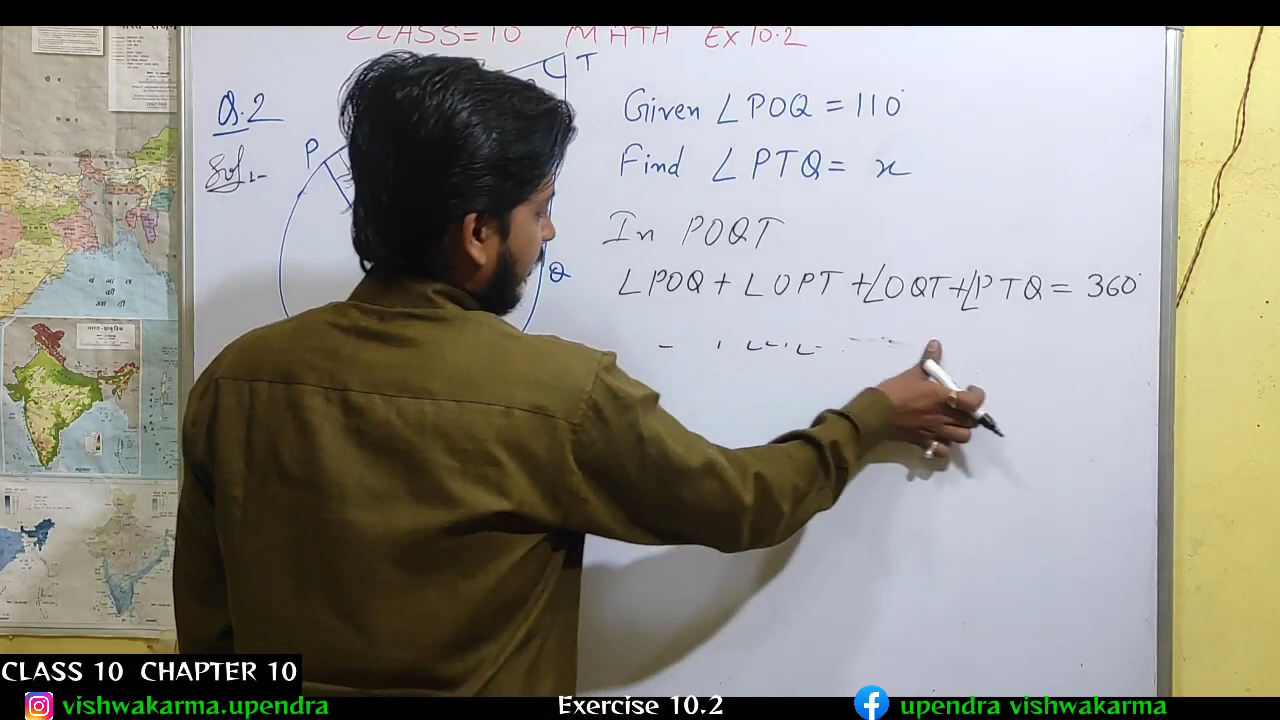 CLASS=10 MATH EX 10.2
Q.2
Sol:-
P
T
Q
Given ∠POQ = 110°
Find ∠PTQ = x
In POQT
∠POQ + ∠OPT + ∠OQT + ∠PTQ = 360°
CLASS 10 CHAPTER 10
vishwakarma.upendra
Exercise 10.2
upendra vishwakarma